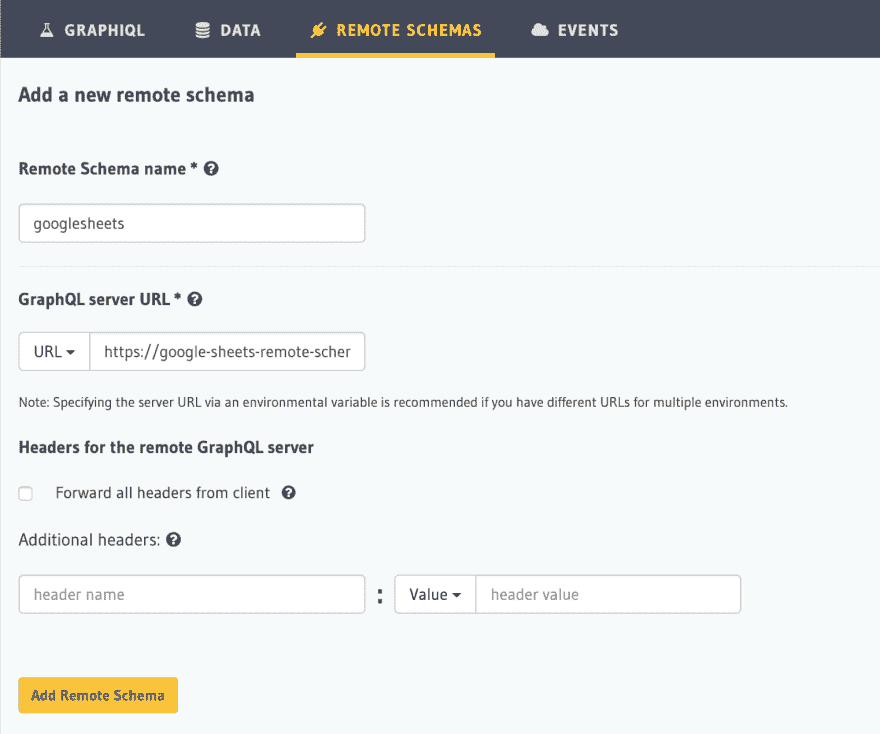 GRAPHIQL DATA REMOTE SCHEMAS EVENTS
Add a new remote schema
Remote Schema name * ?
googlesheets
GraphQL server URL * ?
URL https://google-sheets-remote-scher
Note: Specifying the server URL via an environmental variable is recommended if you have different URLs for multiple environments.
Headers for the remote GraphQL server
Forward all headers from client ?
Additional headers: ?
header name : Value header value
Add Remote Schema